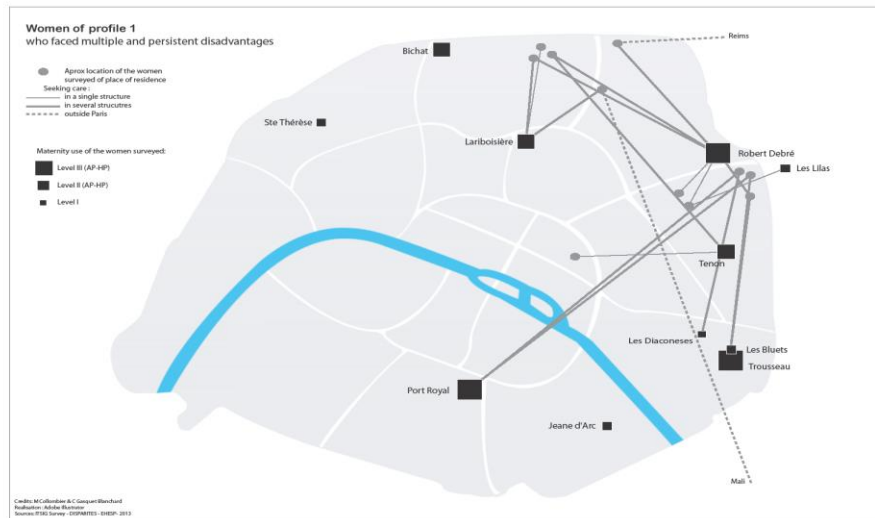 Women of profile 1
who faced multiple and persistent disadvantages
Aprox location of the women
surveyed of place of residence
Seeking care :
in a single structure
in several strucutres
outside Paris
Maternity use of the women surveyed:
Level III (AP-HP)
Level II (AP-HP)
Level I
Reims
Bichat
Ste Thérèse
Lariboisière
Robert Debré
Les Lilas
Tenon
Les Diaconeses
Les Bluets
Trousseau
Port Royal
Jeane d'Arc
Mali
Credits: M Collombier & C Gasquet Blanchard
Realisation : Adobe Illustrator
Sources: ITSIG Survey - DISPARITES - EHESP- 2013